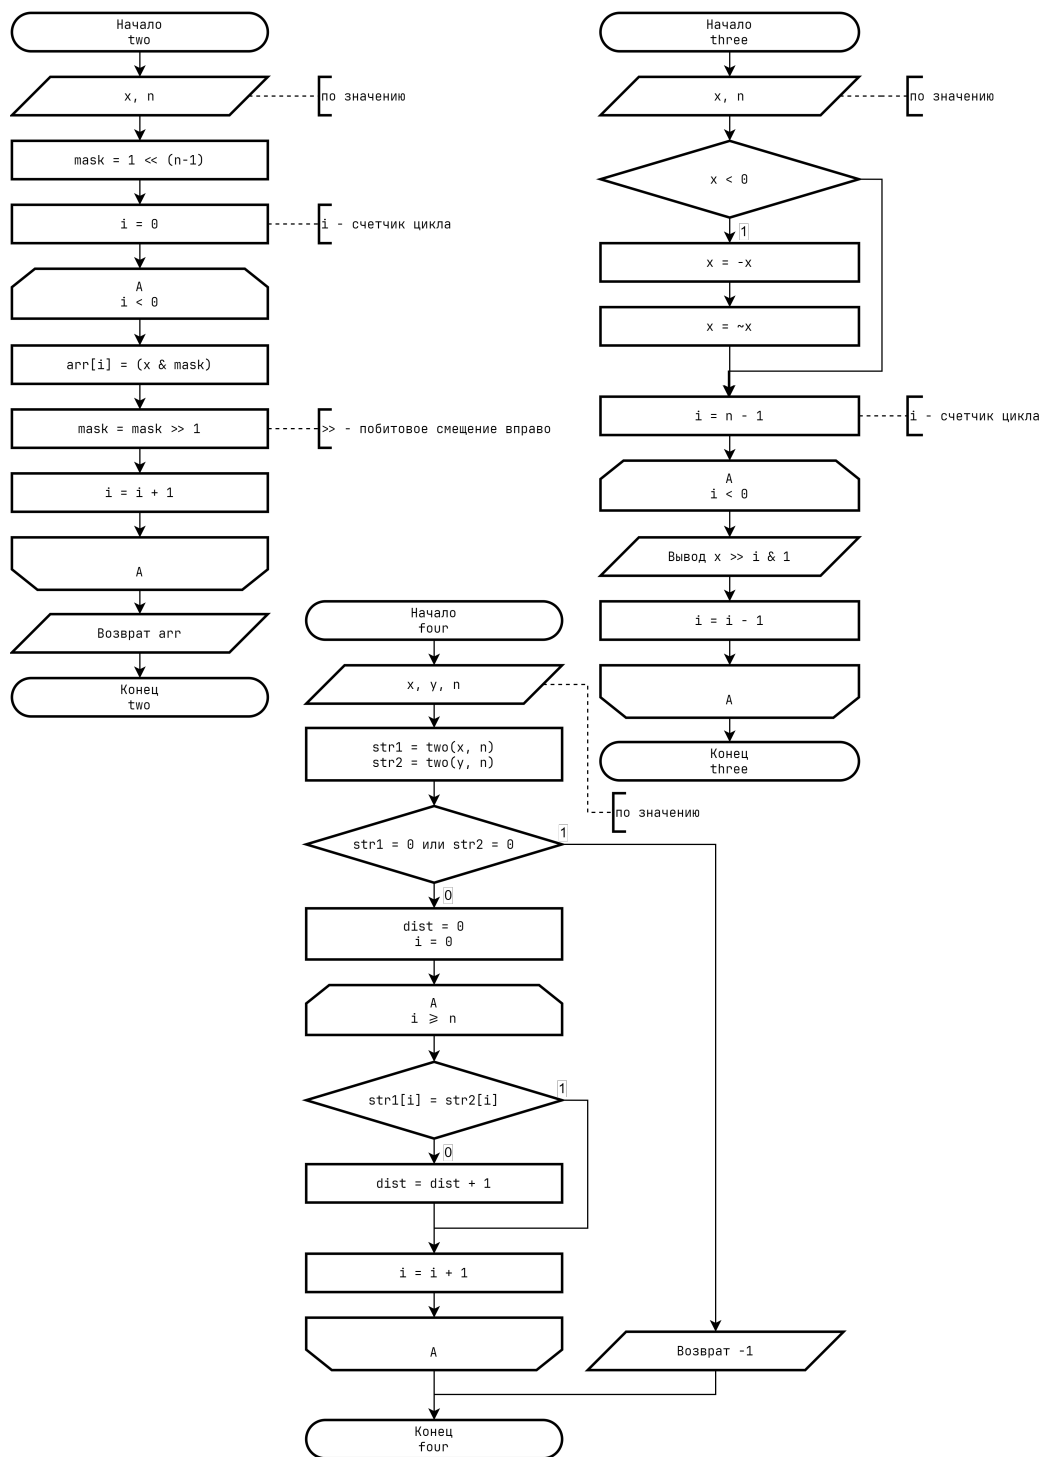 Начало
two
x, n
по значению
mask = 1 << (n-1)
i = 0
i - счетчик цикла
A
i < 0
arr[i] = (x & mask)
mask = mask >> 1
>> - побитовое смещение вправо
i = i + 1
A
Возврат arr
Конец
two
Начало
three
x, n
по значению
x < 0
1
x = -x
x = ~x
i = n - 1
i - счетчик цикла
A
i < 0
Вывод x >> i & 1
i = i - 1
A
Конец
three
Начало
four
x, y, n
по значению
str1 = two(x, n)
str2 = two(y, n)
str1 = 0 или str2 = 0
1
0
dist = 0
i = 0
A
i ⩾ n
str1[i] = str2[i]
1
0
dist = dist + 1
i = i + 1
A
Возврат -1
Конец
four